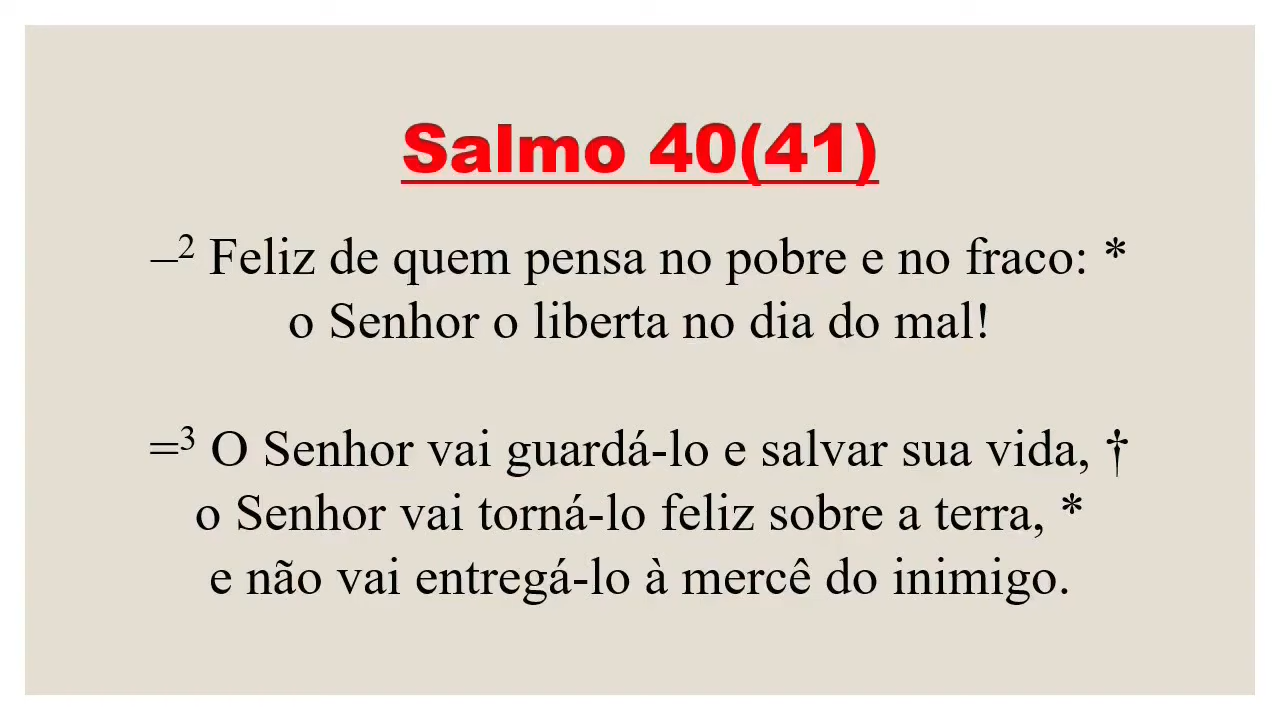 Salmo 40(41)
–² Feliz de quem pensa no pobre e no fraco: *
o Senhor o liberta no dia do mal!
=³ O Senhor vai guardá-lo e salvar sua vida, †
o Senhor vai torná-lo feliz sobre a terra, *
e não vai entregá-lo à mercê do inimigo.